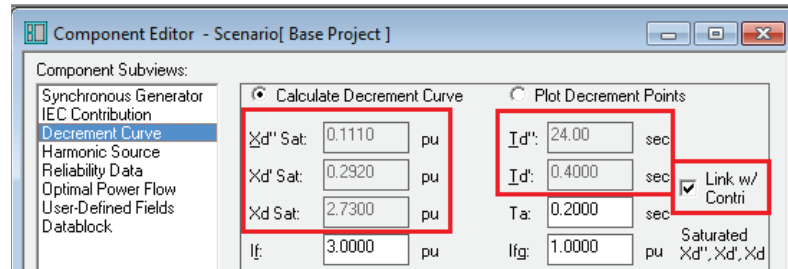 Component Editor - Scenario[ Base Project ]
Component Subviews:
Synchronous Generator
IEC Contribution
Decrement Curve
Harmonic Source
Reliability Data
Optimal Power Flow
User-Defined Fields
Datablock
Calculate Decrement Curve Plot Decrement Points
Xd" Sat: 0.1110 pu Td": 24.00 sec
Xd' Sat: 0.2920 pu Td': 0.4000 sec
Link w/
Contri
Xd Sat: 2.7300 pu Ta: 0.2000 sec
If: 3.0000 pu Ifg: 1.0000 pu
Saturated
Xd", Xd', Xd